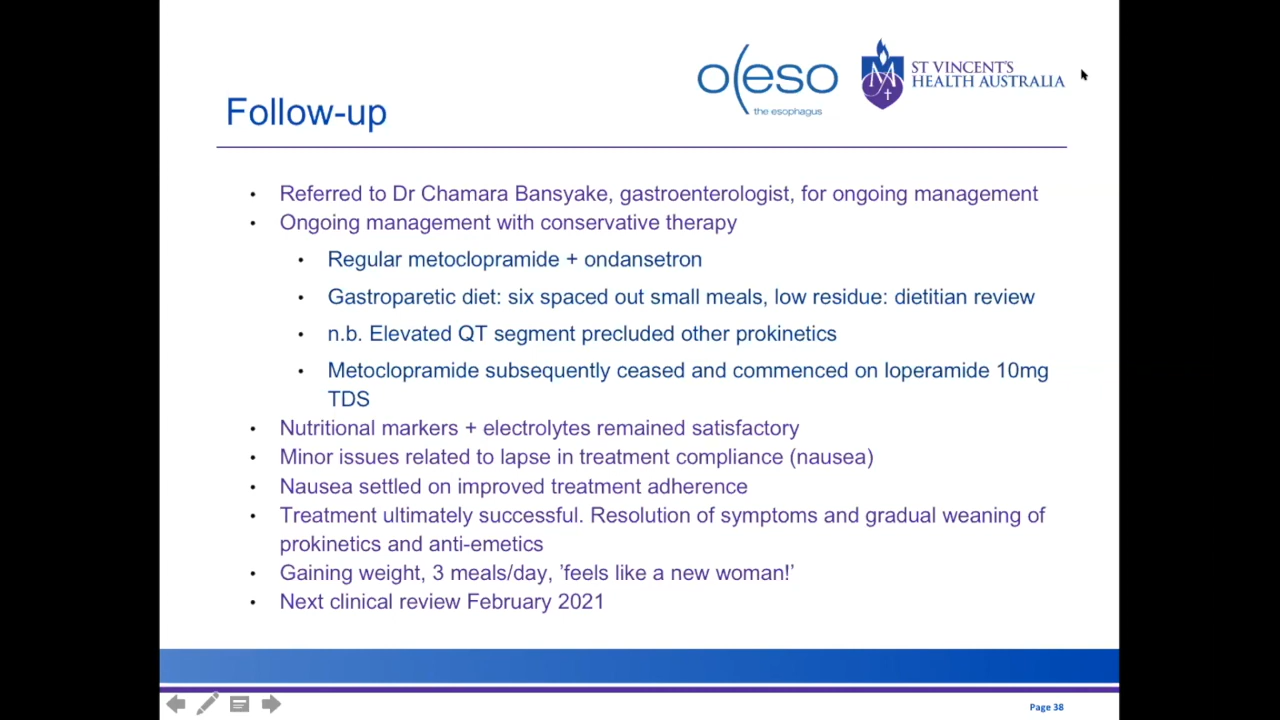 o(eso
the esophagus
ST VINCENT'S
HEALTH AUSTRALIA
Follow-up
• Referred to Dr Chamara Bansyake, gastroenterologist, for ongoing management
• Ongoing management with conservative therapy
• Regular metoclopramide + ondansetron
• Gastroparetic diet: six spaced out small meals, low residue: dietitian review
• n.b. Elevated QT segment precluded other prokinetics
• Metoclopramide subsequently ceased and commenced on loperamide 10mg
TDS
• Nutritional markers + electrolytes remained satisfactory
• Minor issues related to lapse in treatment compliance (nausea)
• Nausea settled on improved treatment adherence
• Treatment ultimately successful. Resolution of symptoms and gradual weaning of
prokinetics and anti-emetics
• Gaining weight, 3 meals/day, ’feels like a new woman!’
• Next clinical review February 2021
Page 38